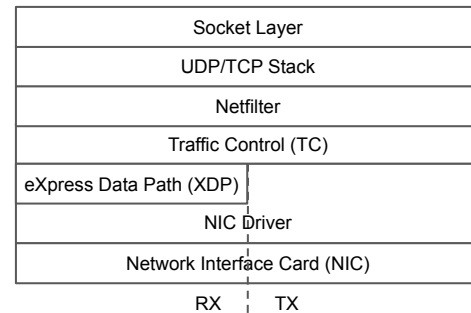 Socket Layer
UDP/TCP Stack
Netfilter
Traffic Control (TC)
eXpress Data Path (XDP)
NIC Driver
Network Interface Card (NIC)
RX TX